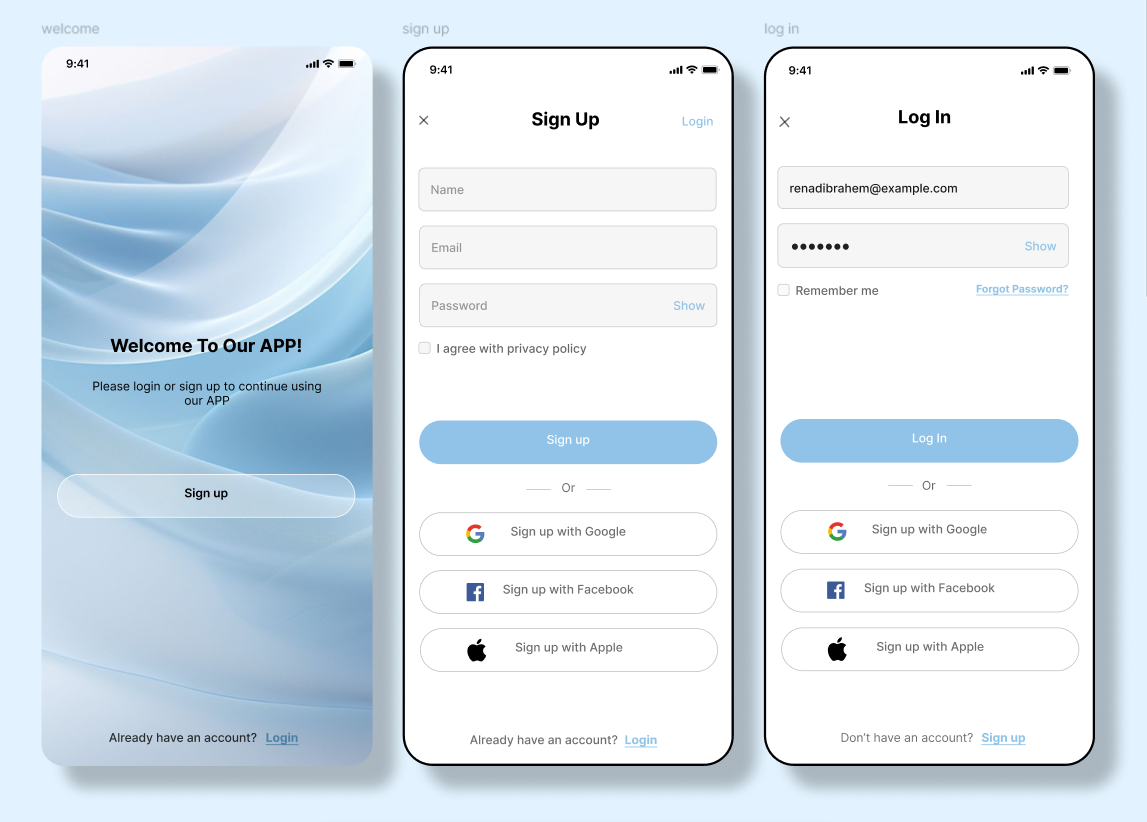 welcome
9:41
Welcome To Our APP!
Please login or sign up to continue using
our APP
Sign up
Already have an account? Login
sign up
9:41
Sign Up
Login
Name
Email
Password
Show
I agree with privacy policy
Sign up
Or
Sign up with Google
Sign up with Facebook
Sign up with Apple
Already have an account? Login
log in
9:41
Log In
renadibrahem@example.com
●●●●●●●
Show
Remember me
Forgot Password?
Log In
Or
Sign up with Google
Sign up with Facebook
Sign up with Apple
Don't have an account? Sign up